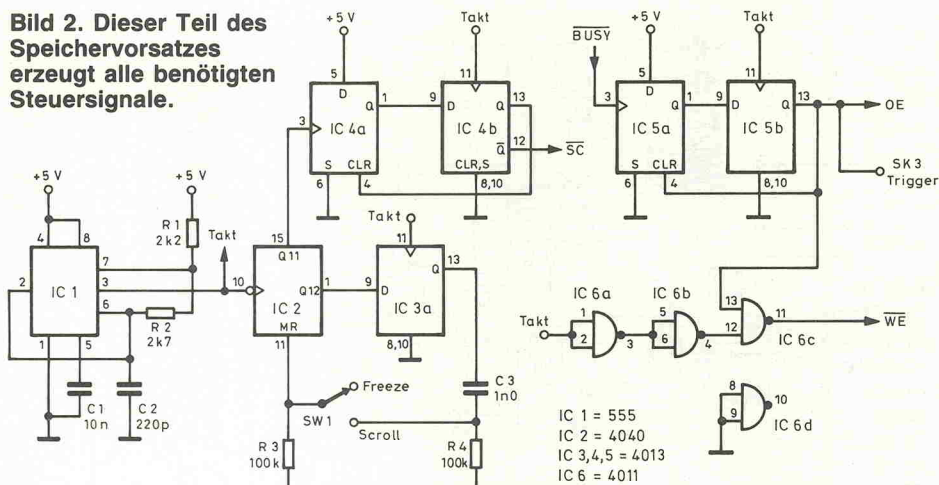 Bild 2. Dieser Teil des
Speichervorsatzes
erzeugt alle benötigten
Steuersignale.
+5 V
5
D
3
Q
1
IC 4a
S
CLR
6
4
Takt
11
9
D
Q
13
IC 4b
Q̅
12
S̅C̅
CLR,S
8,10
B̅U̅S̅Y̅
+5 V
5
D
3
Q
1
IC 5a
S
CLR
6
4
Takt
11
9
D
Q
13
IC 5b
8,10
OE
SK3
Trigger
+5 V
4
8
+5 V
R 1
2k2
Takt
2
IC 1
7
3
6
1
5
R 2
2k7
C 1
10n
C 2
220p
15
Q11
10
IC 2
Q12
1
MR
11
Takt
11
9
D
Q
13
IC 3a
8,10
Freeze
SW1
Scroll
R 3
100k
C 3
1n0
R4
100k
Takt
IC 6a
1
2
3
IC 6b
5
6
4
13
12
11
IC 6c
W̅E̅
8
9
10
IC 6d
IC 1 = 555
IC 2 = 4040
IC 3,4,5 = 4013
IC 6 = 4011